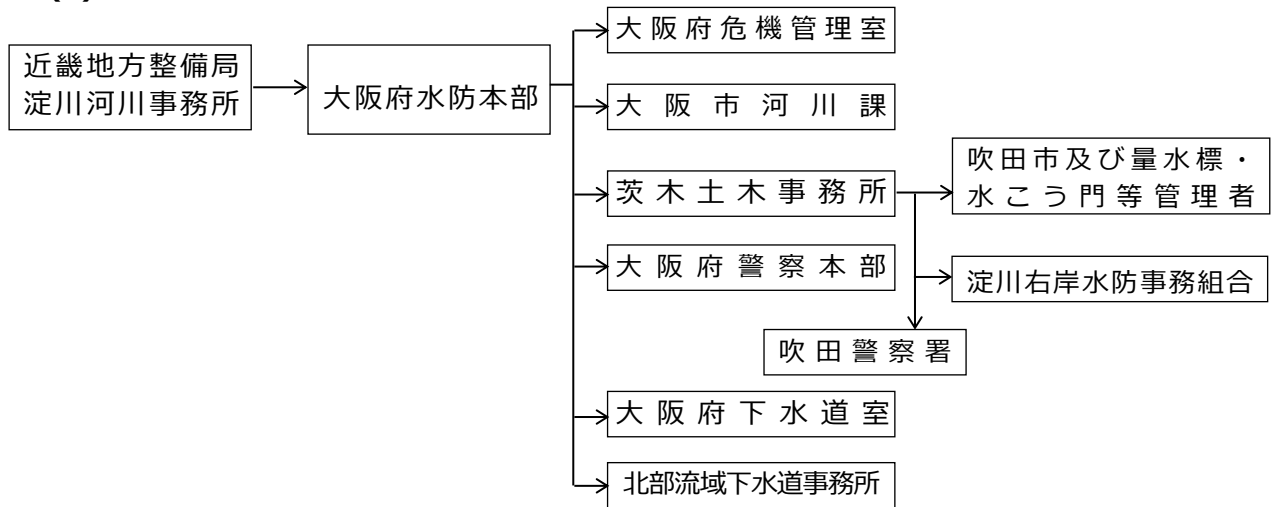 近畿地方整備局
淀川河川事務所
大阪府水防本部
大阪府危機管理室
大阪市河川課
茨木土木事務所
大阪府警察本部
大阪府下水道室
北部流域下水道事務所
吹田市及び量水標・
水こう門等管理者
淀川右岸水防事務組合
吹田警察署